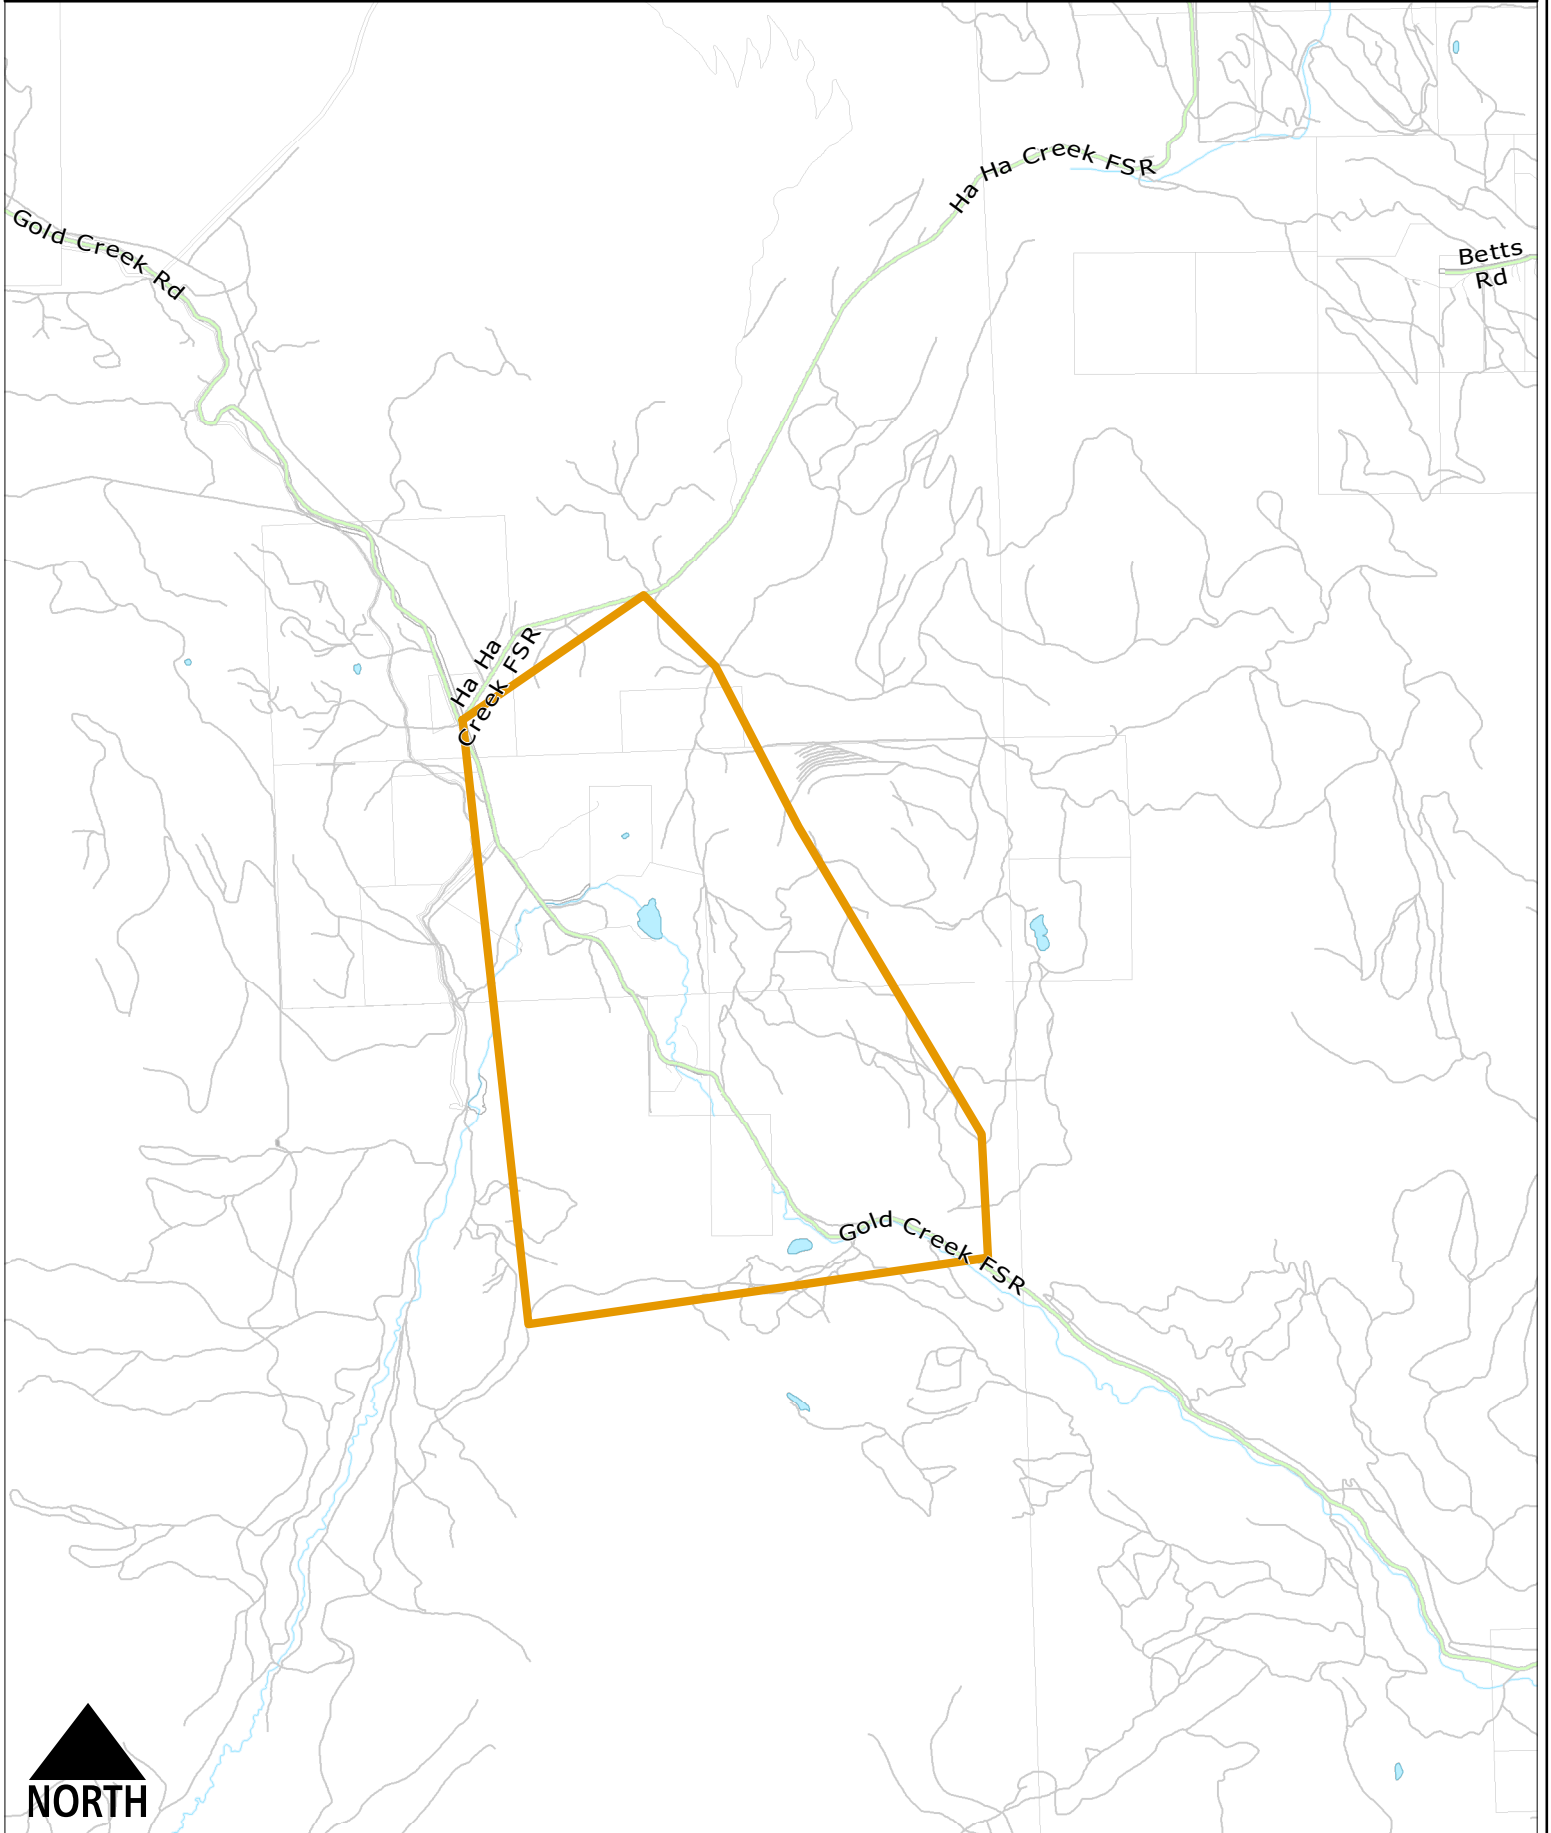 Ha Ha Creek FSR
Gold Creek Rd
Betts
Rd
Ha Ha
Creek FSR
Gold Creek FSR
NORTH